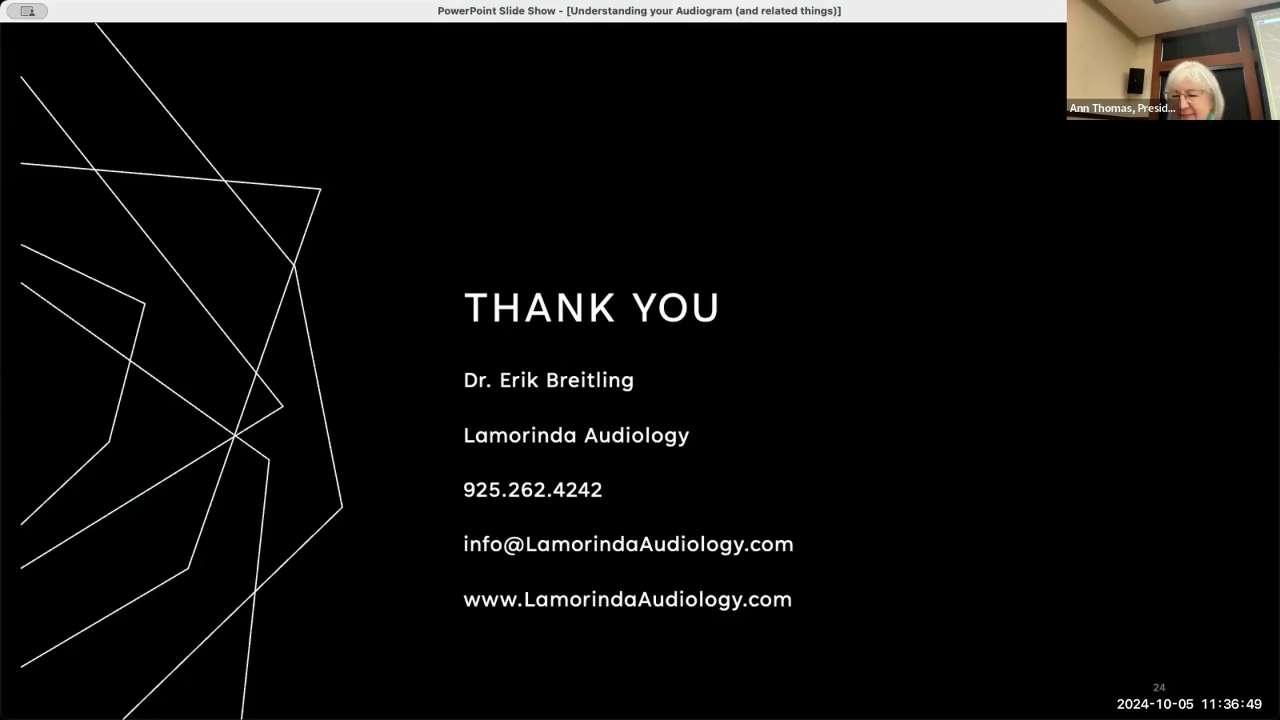 PowerPoint Slide Show - [Understanding your Audiogram (and related things)]
Ann Thomas, Presid...
THANK YOU
Dr. Erik Breitling
Lamorinda Audiology
925.262.4242
info@LamorindaAudiology.com
www.LamorindaAudiology.com
24
2024-10-05 11:36:49